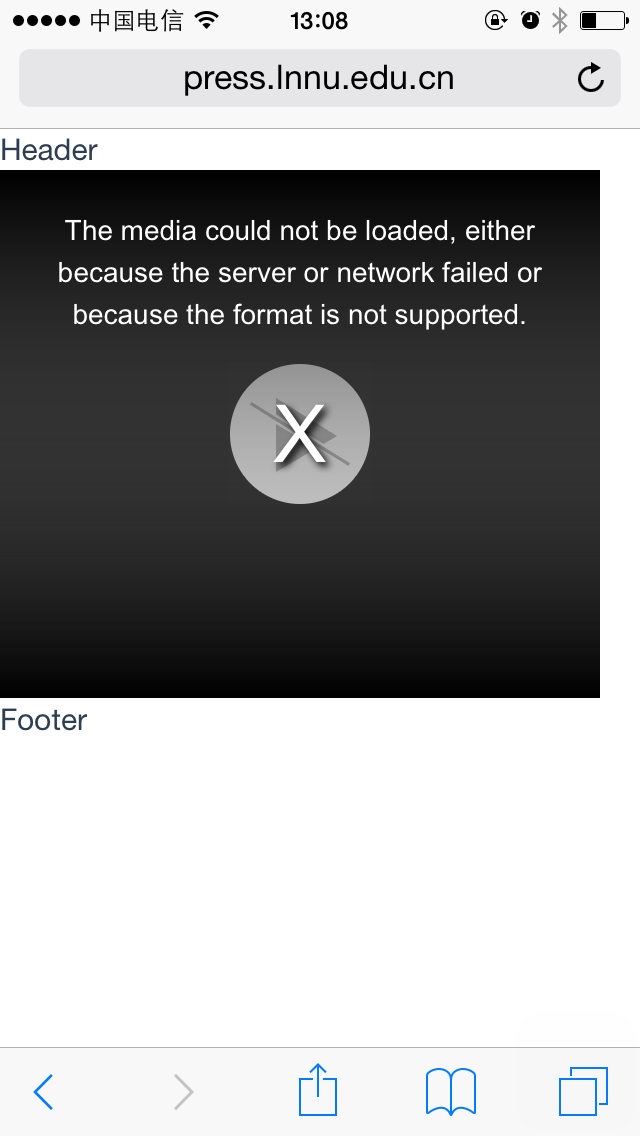 中国电信 13:08
press.lnnu.edu.cn
Header
The media could not be loaded, either
because the server or network failed or
because the format is not supported.
X
Footer